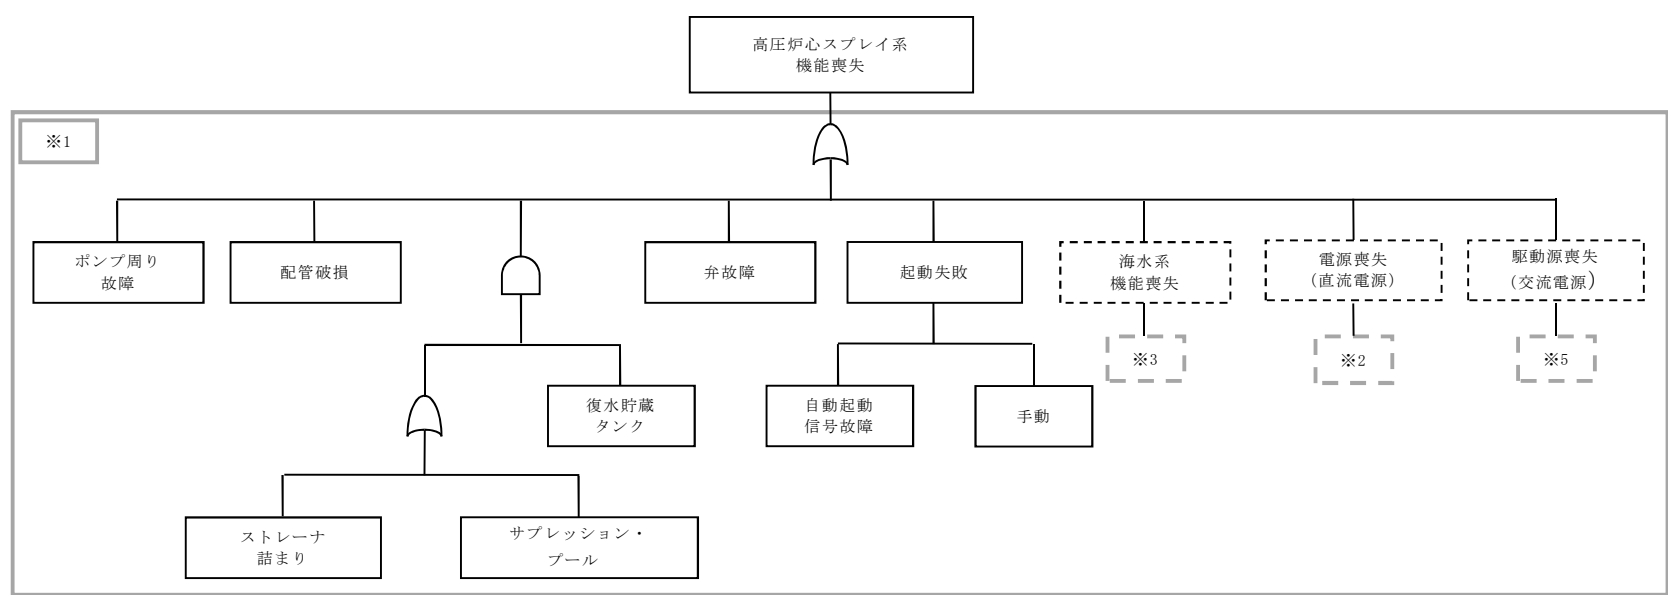 高圧炉心スプレイ系
機能喪失
※1
ポンプ周り
故障
配管破損
弁故障
起動失敗
海水系
機能喪失
電源喪失
（直流電源）
駆動源喪失
（交流電源）
※3
※2
※5
復水貯蔵
タンク
自動起動
信号故障
手動
ストレーナ
詰まり
サプレッション・
プール